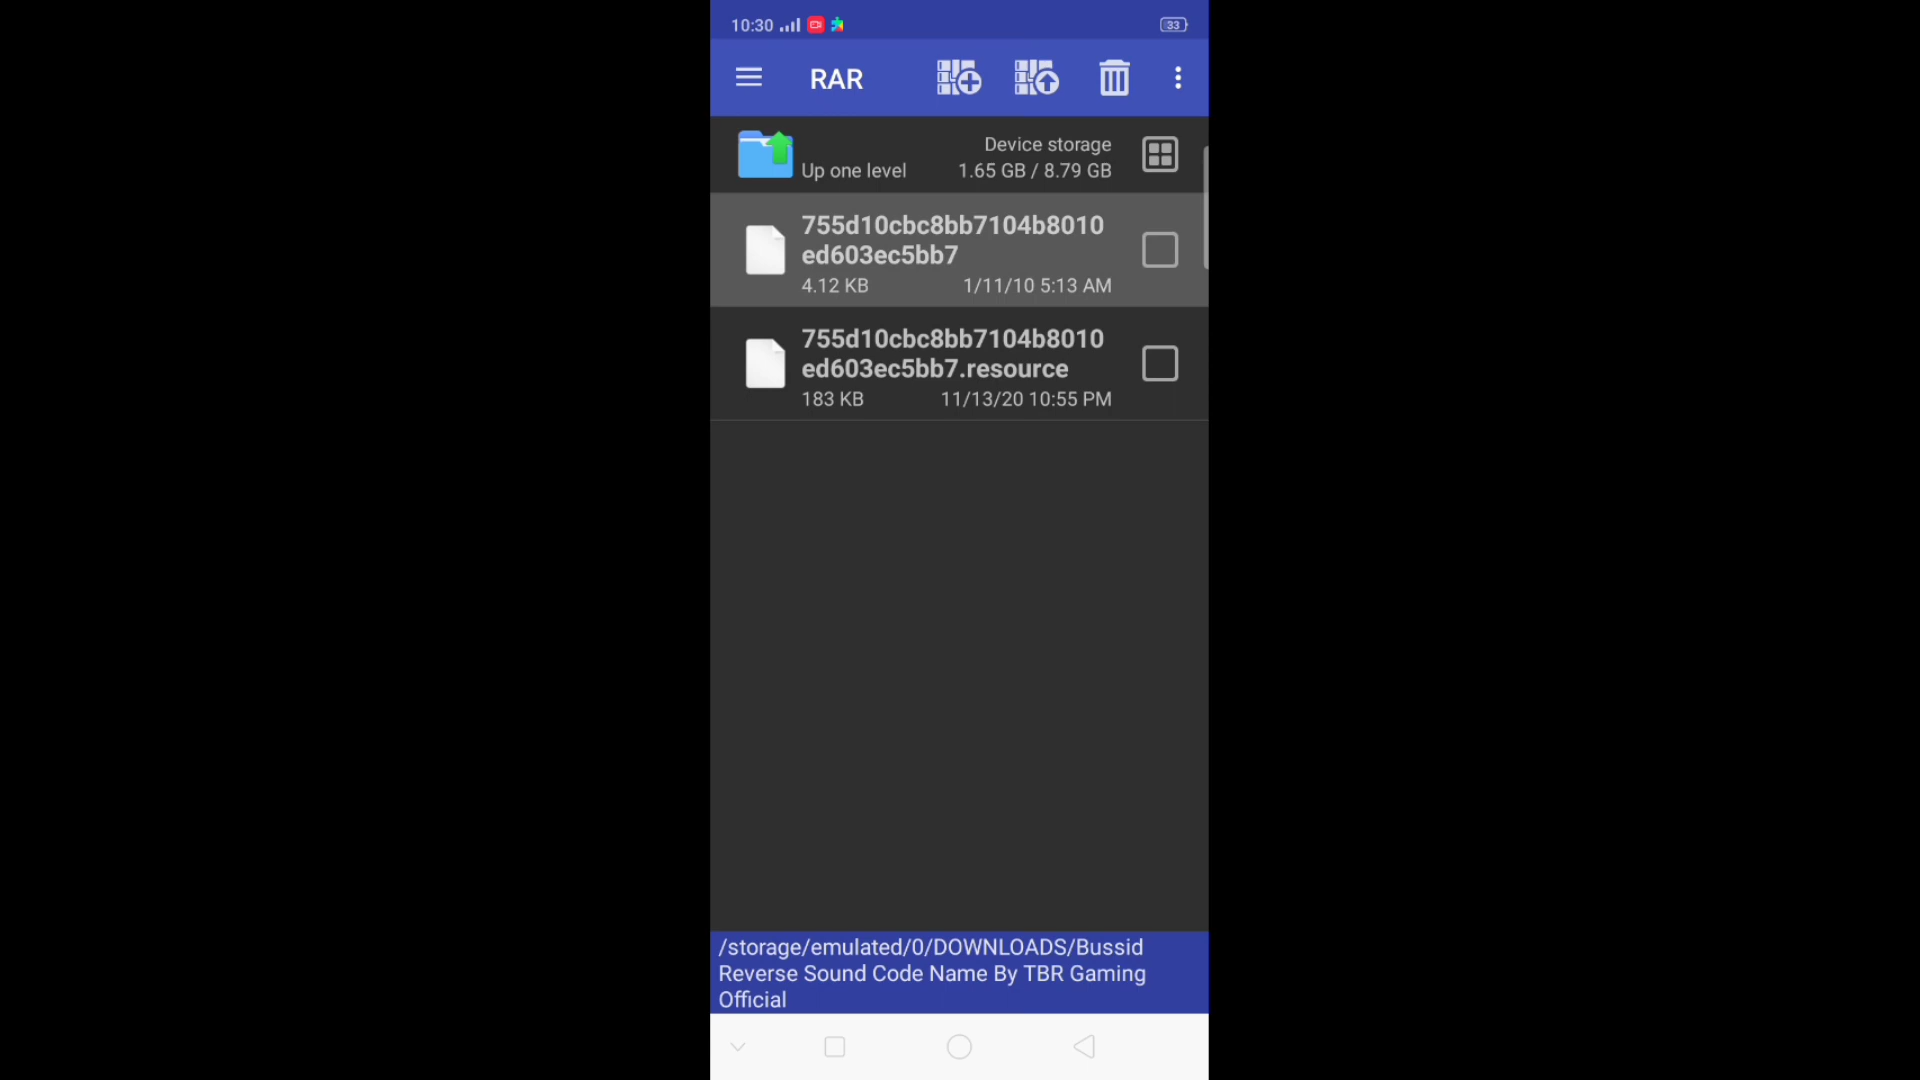 10:30
33
RAR
Device storage
Up one level
1.65 GB / 8.79 GB
755d10cbc8bb7104b8010
ed603ec5bb7
4.12 KB
1/11/10 5:13 AM
755d10cbc8bb7104b8010
ed603ec5bb7.resource
183 KB
11/13/20 10:55 PM
/storage/emulated/0/DOWNLOADS/Bussid
Reverse Sound Code Name By TBR Gaming
Official